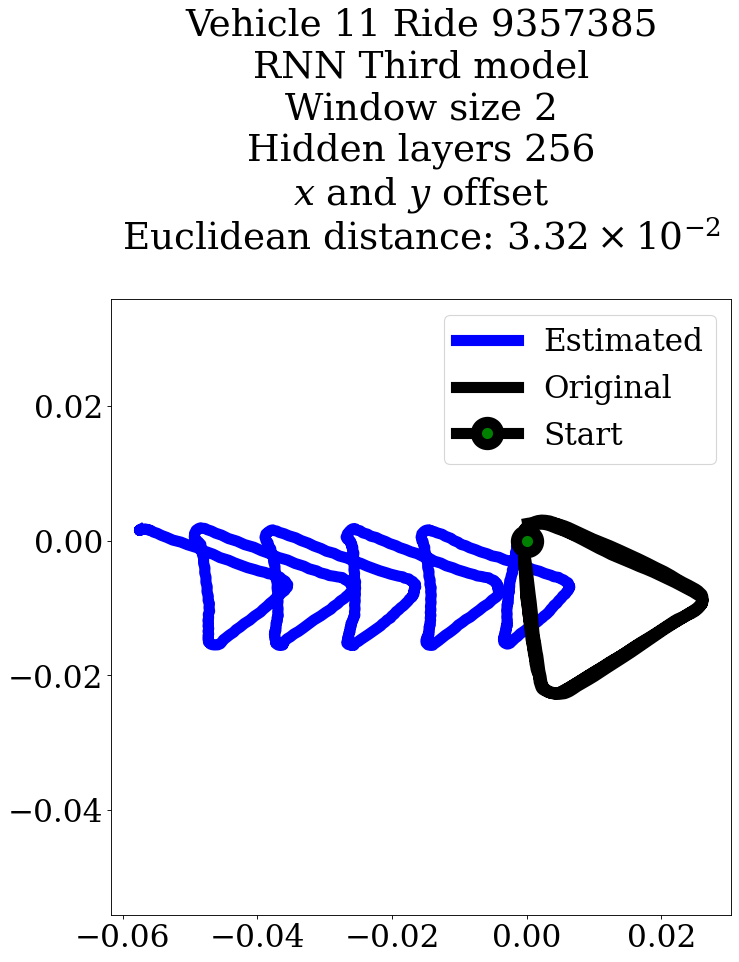 Vehicle 11 Ride 9357385
RNN Third model
Window size 2
Hidden layers 256
x and y offset
Euclidean distance: 3.32 × 10⁻²
Estimated
Original
Start
0.02
0.00
−0.02
−0.04
−0.06 −0.04 −0.02 0.00 0.02